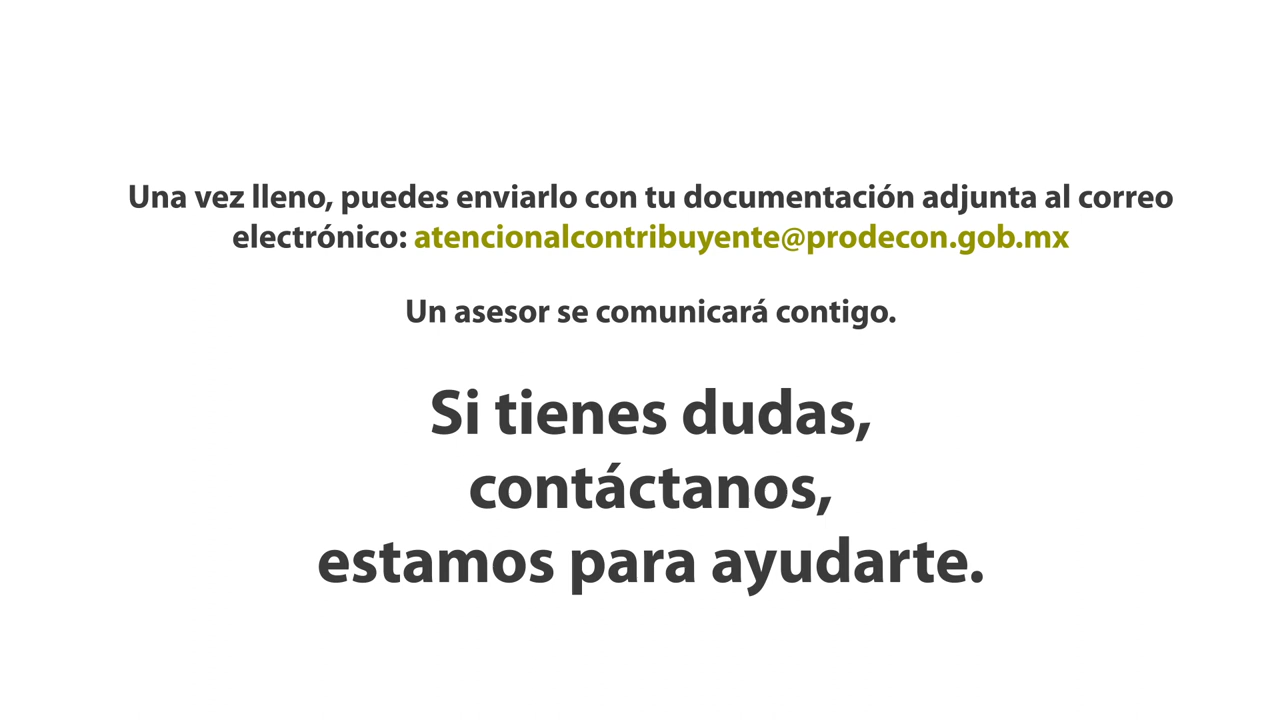 Una vez lleno, puedes enviarlo con tu documentación adjunta al correo
electrónico: atencionalcontribuyente@prodecon.gob.mx
Un asesor se comunicará contigo.
Si tienes dudas,
contáctanos,
estamos para ayudarte.